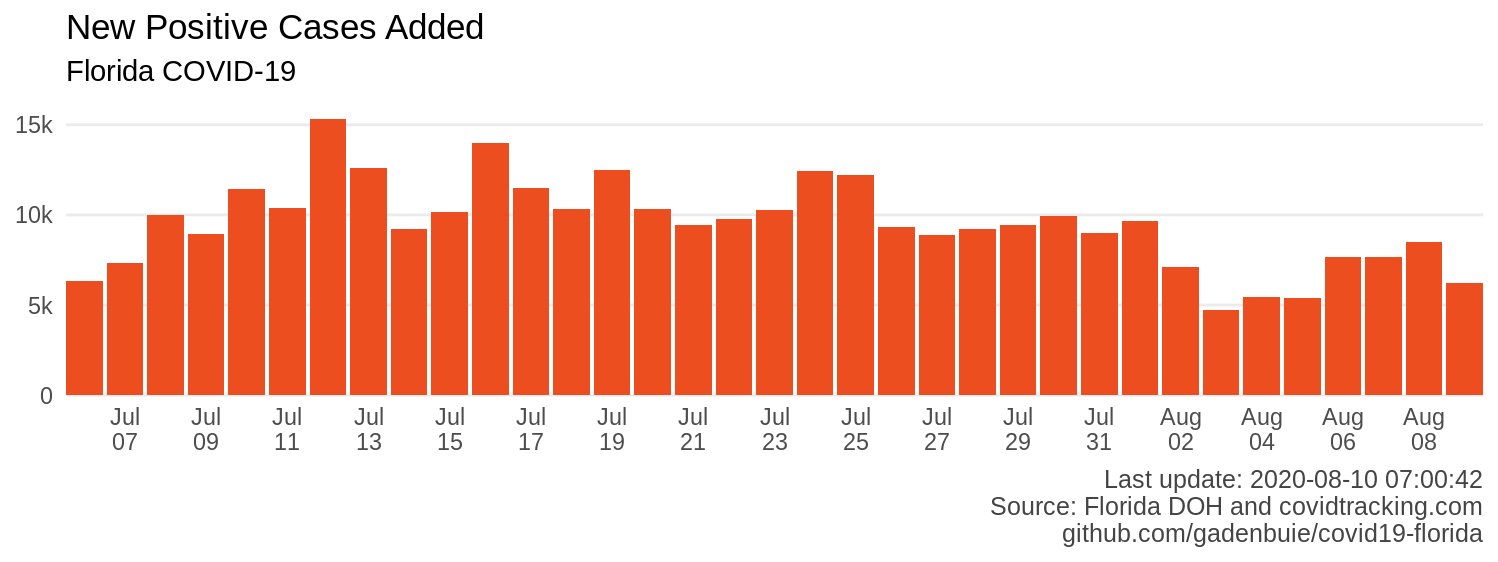 New Positive Cases Added
Florida COVID-19
15k
10k
5k
0
Jul Jul Jul Jul Jul Jul Jul Jul Jul Jul Jul Jul Jul Aug Aug Aug Aug
07 09 11 13 15 17 19 21 23 25 27 29 31 02 04 06 08
Last update: 2020-08-10 07:00:42
Source: Florida DOH and covidtracking.com
github.com/gadenbuie/covid19-florida